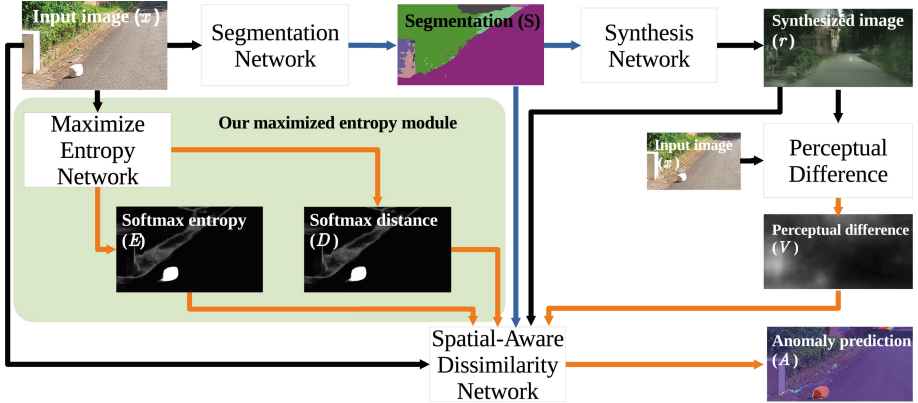 Input image (x)
Segmentation
Network
Segmentation (S)
Synthesis
Network
Synthesized image
(r)
Our maximized entropy module
Maximize
Entropy
Network
Input image
(x)
Perceptual
Difference
Softmax entropy
(E)
Softmax distance
(D)
Perceptual difference
(V)
Spatial-Aware
Dissimilarity
Network
Anomaly prediction
(A)